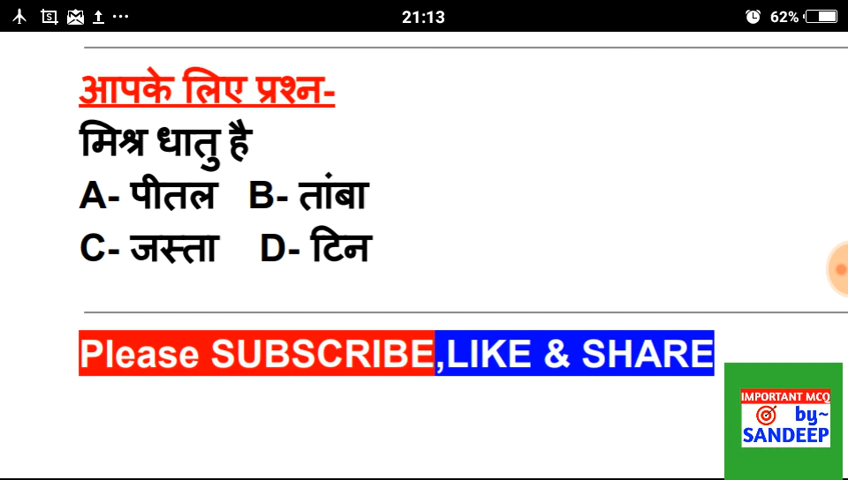 21:13 62%
आपके लिए प्रश्न-
मिश्र धातु है
A- पीतल B- तांबा
C- जस्ता D- टिन
Please SUBSCRIBE,LIKE & SHARE
IMPORTANT MCQ
by~
SANDEEP